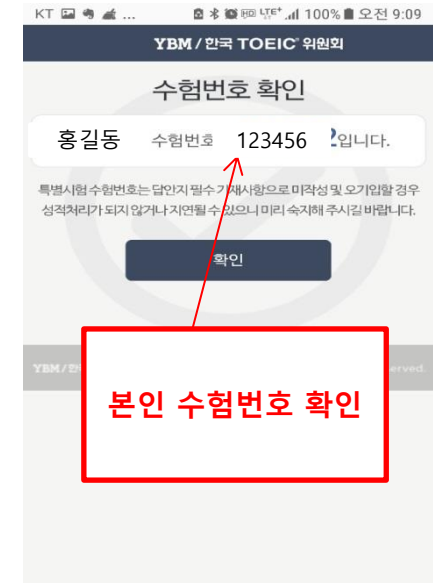 KT ... 100% 오전 9:09
YBM / 한국 TOEIC 위원회
수험번호 확인
홍길동 수험번호 123456 2입니다.
특별시험 수험번호는 답안지 필수 기재사항으로 미작성 및 오기입할 경우
성적처리가 되지 않거나 지연될 수 있으니 미리 숙지해 주시길 바랍니다.
확인
YBM / 한
erved.
본인 수험번호 확인